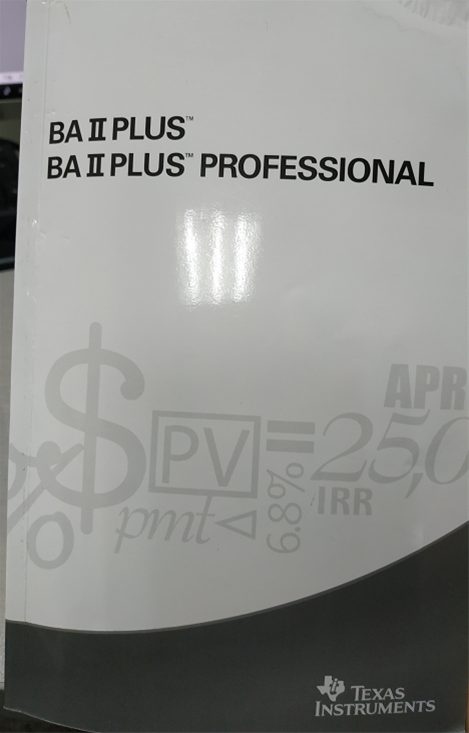 BA II PLUS™
BA II PLUS™ PROFESSIONAL
$
APR
PV
=
25,0
%
pmt
6.8%
IRR
TEXAS
INSTRUMENTS